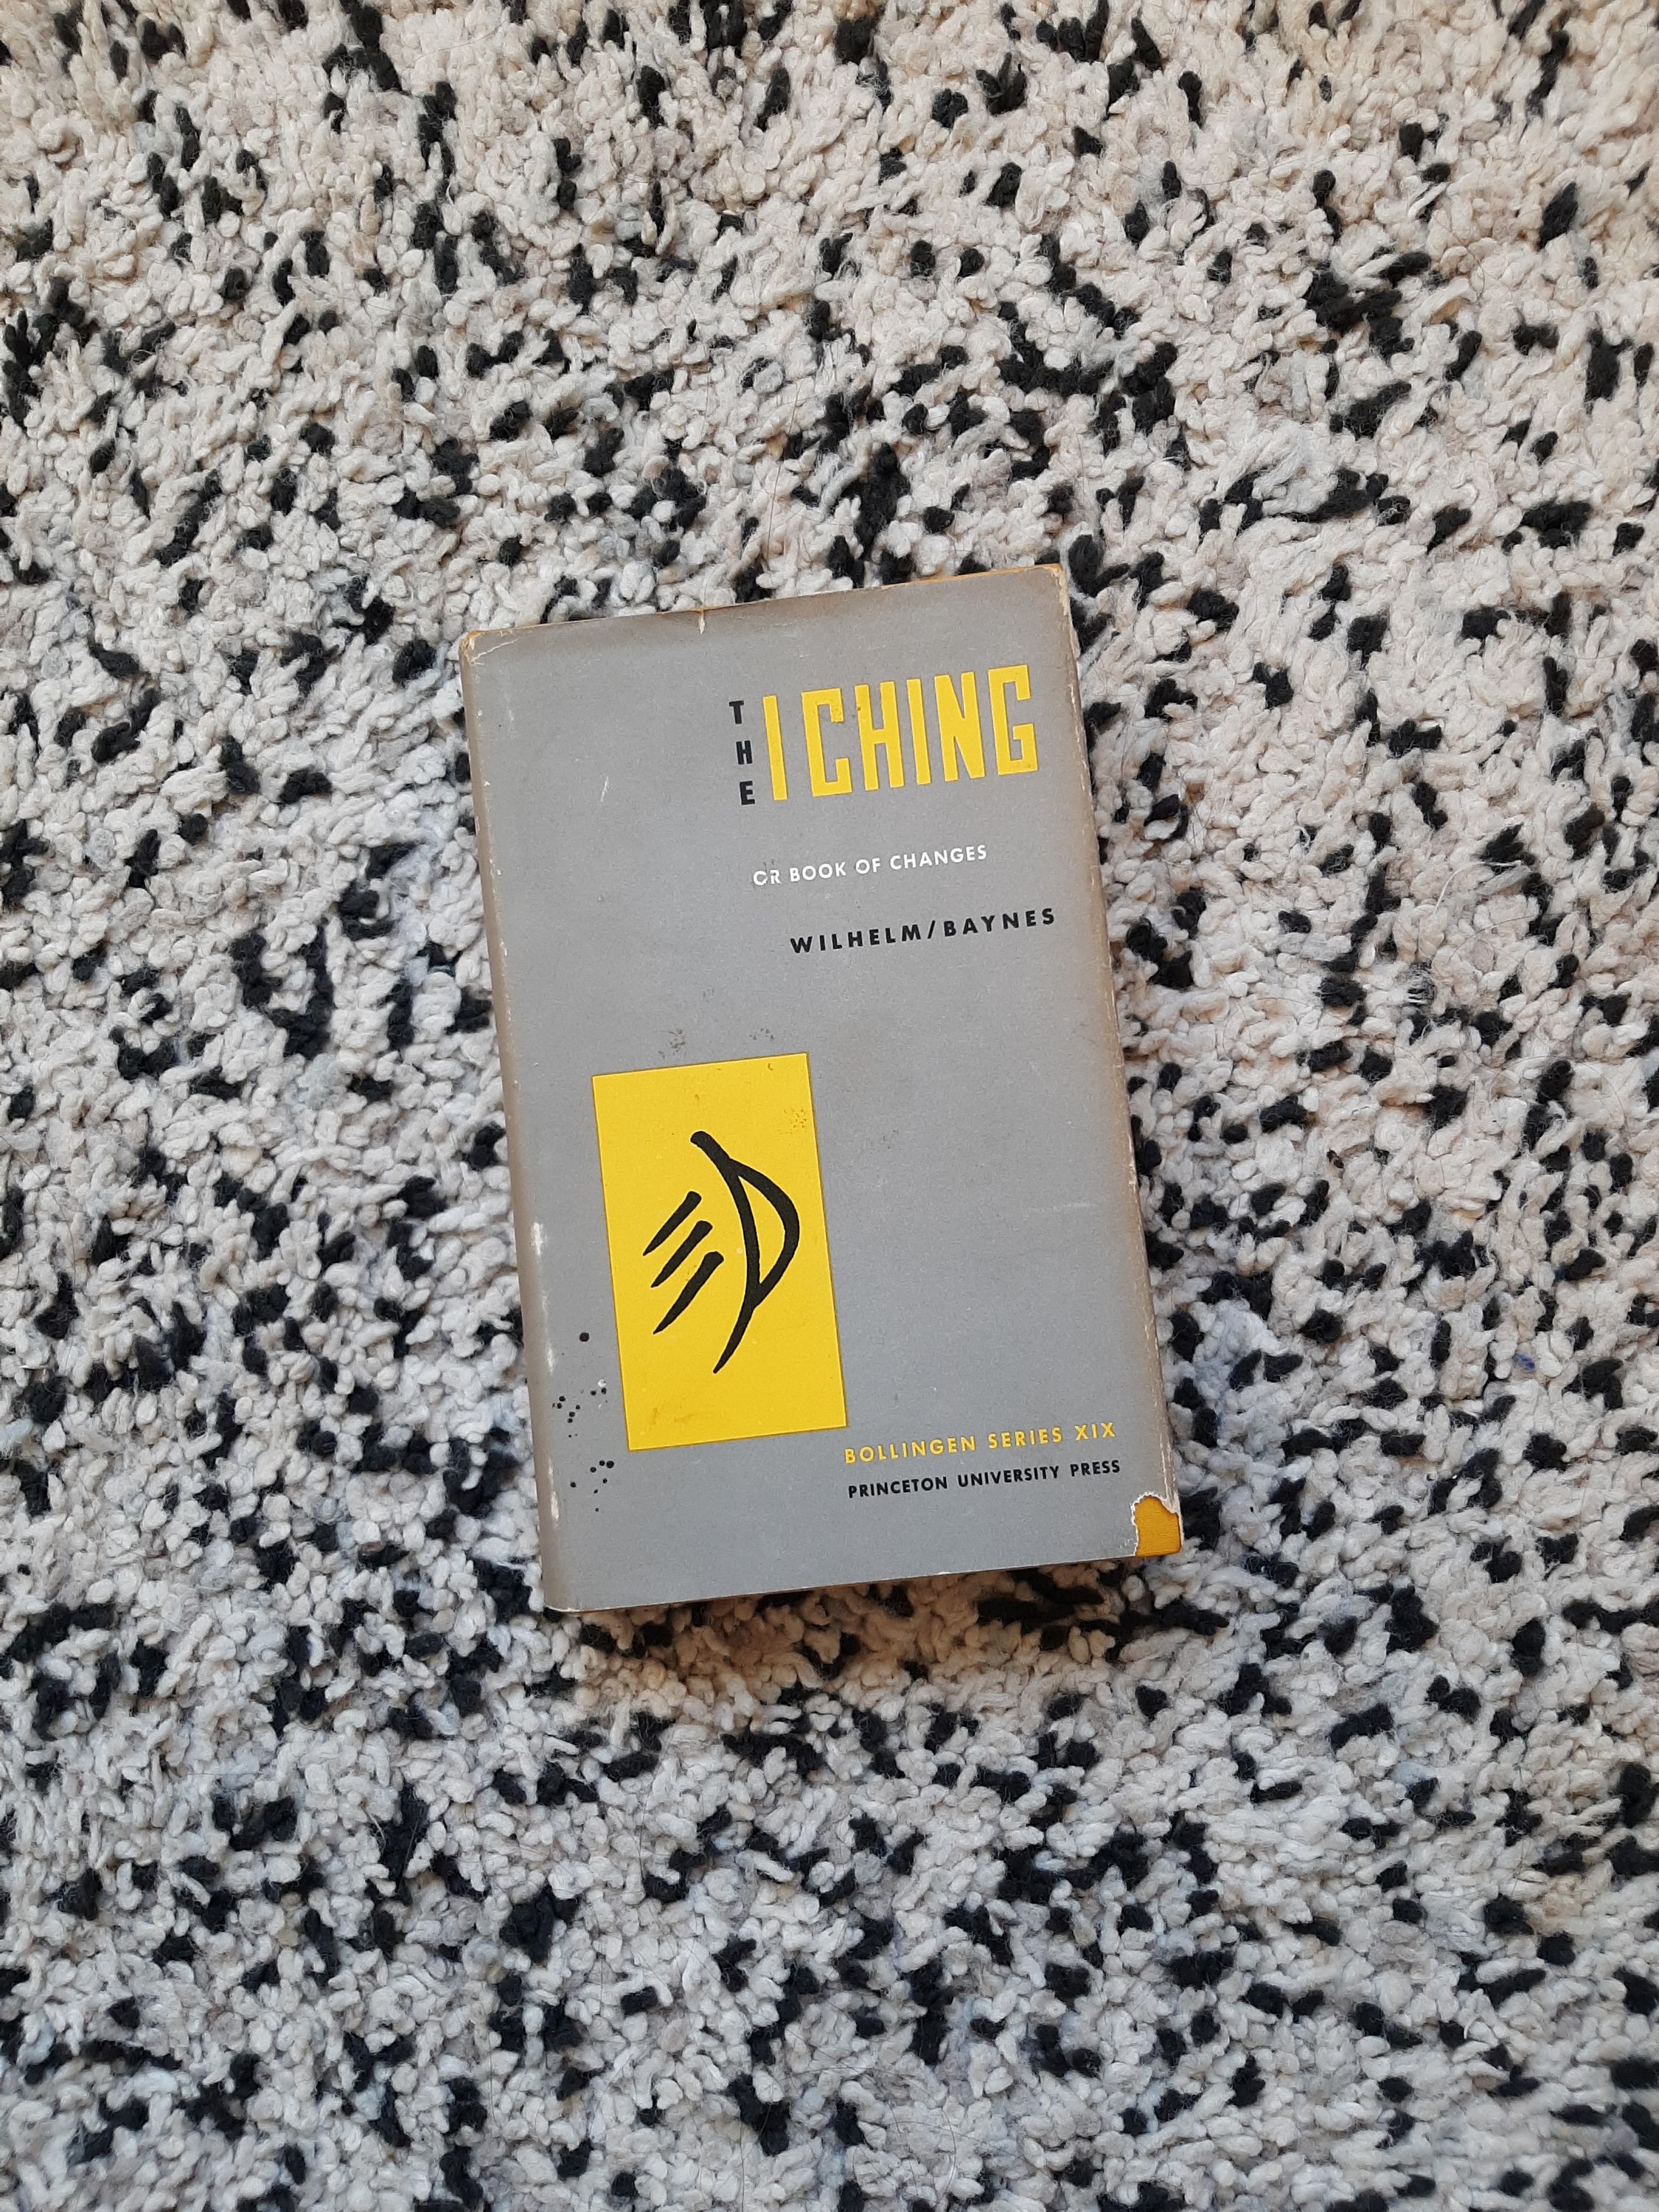 THE I CHING
OR BOOK OF CHANGES
WILHELM/BAYNES
BOLLINGEN SERIES XIX
PRINCETON UNIVERSITY PRESS